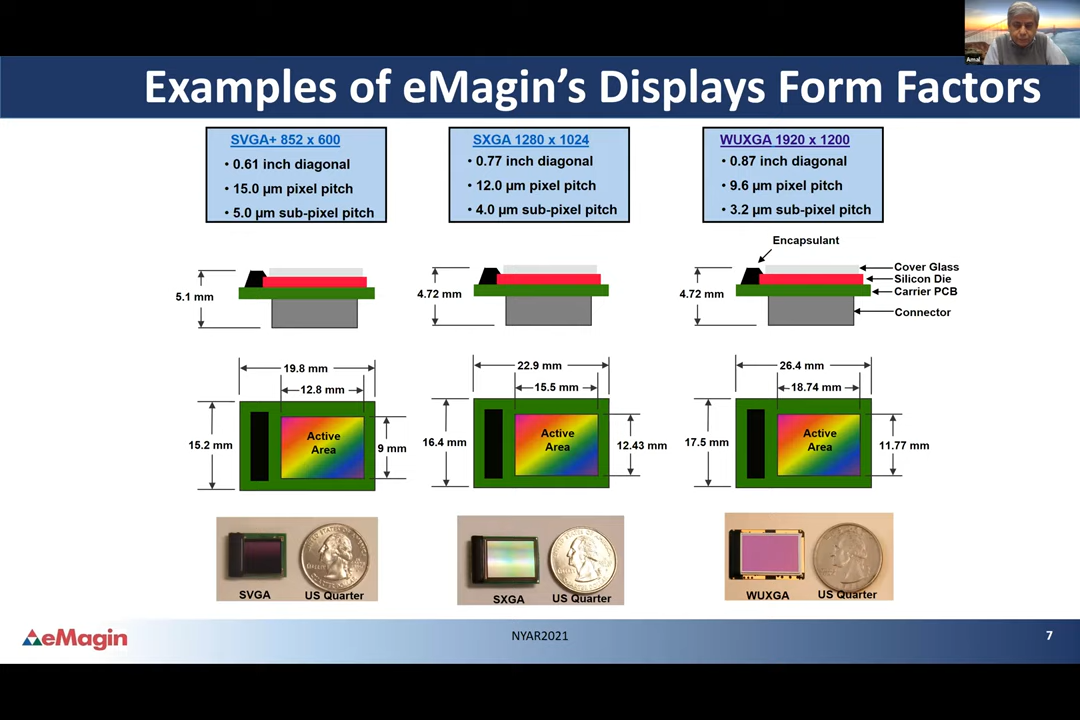 Amal
Examples of eMagin’s Displays Form Factors
SVGA+ 852 x 600
• 0.61 inch diagonal
• 15.0 µm pixel pitch
• 5.0 µm sub-pixel pitch
SXGA 1280 x 1024
• 0.77 inch diagonal
• 12.0 µm pixel pitch
• 4.0 µm sub-pixel pitch
WUXGA 1920 x 1200
• 0.87 inch diagonal
• 9.6 µm pixel pitch
• 3.2 µm sub-pixel pitch
5.1 mm
4.72 mm
4.72 mm
Encapsulant
Cover Glass
Silicon Die
Carrier PCB
Connector
19.8 mm
12.8 mm
15.2 mm
Active
Area
9 mm
22.9 mm
15.5 mm
16.4 mm
Active
Area
12.43 mm
26.4 mm
18.74 mm
17.5 mm
Active
Area
11.77 mm
SVGA
US Quarter
SXGA
US Quarter
WUXGA
US Quarter
eMagin
NYAR2021
7